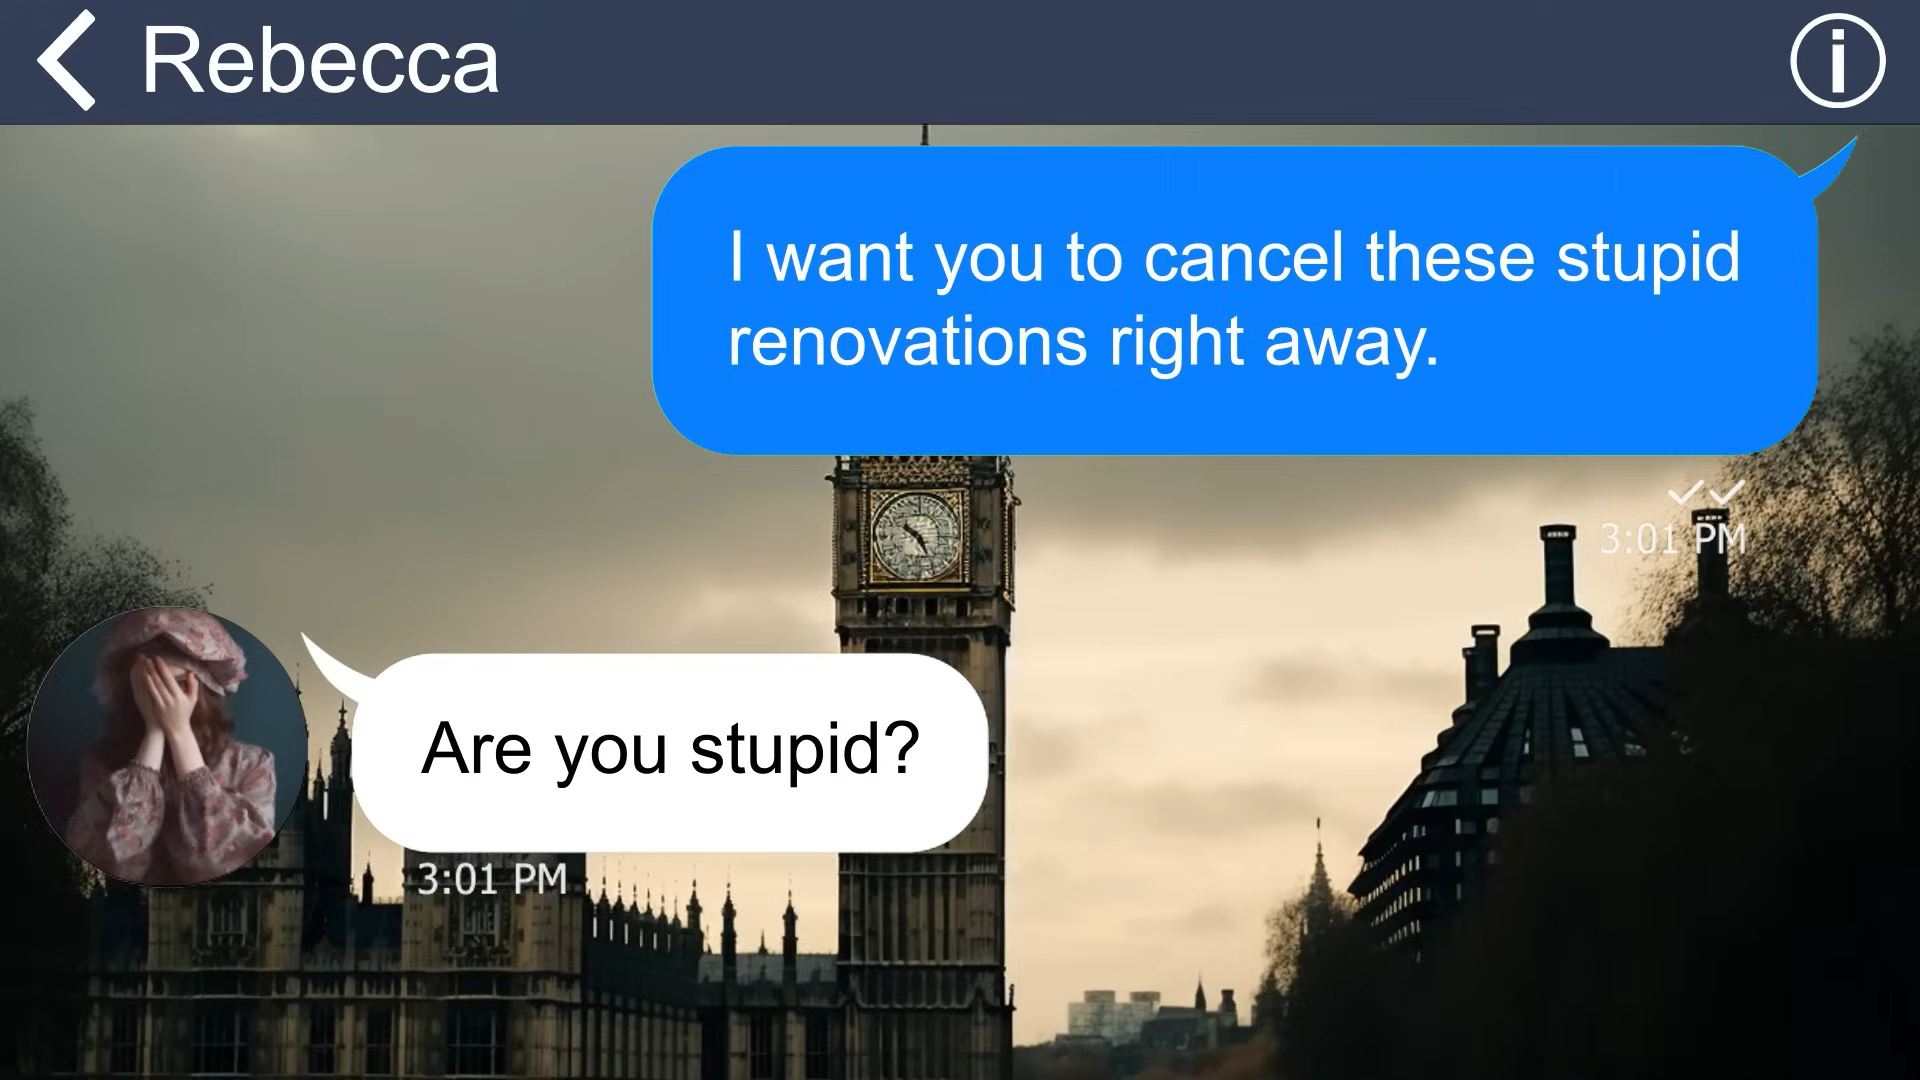 Rebecca
I want you to cancel these stupid
renovations right away.
3:01 PM
Are you stupid?
3:01 PM